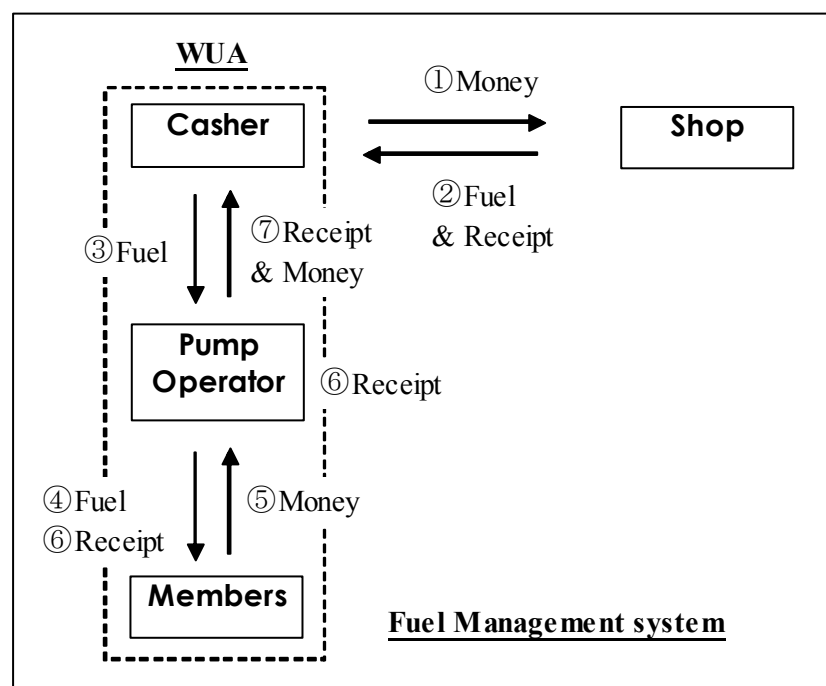 WUA
①Money
Casher
Shop
②Fuel
& Receipt
③Fuel
⑦Receipt
& Money
Pump
Operator
⑥Receipt
④Fuel
⑥Receipt
⑤Money
Members
Fuel Management system